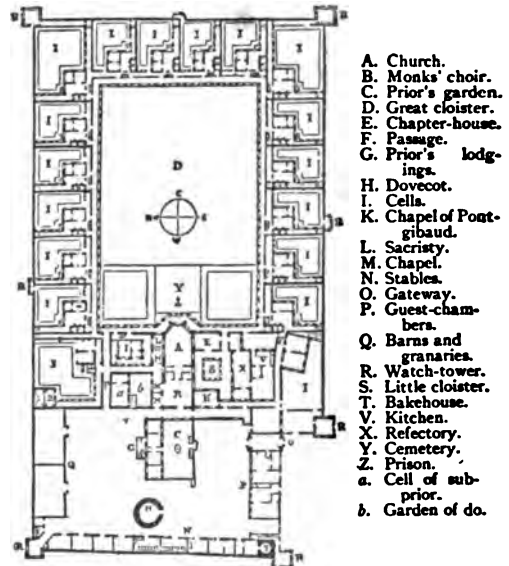 A. Church.
B. Monks' choir.
C. Prior's garden.
D. Great cloister.
E. Chapter-house.
F. Passage.
G. Prior's lodg-
ings.
H. Dovecot.
I. Cells.
K. Chapel of Pont-
gibaud.
L. Sacristy.
M. Chapel.
N. Stables.
O. Gateway.
P. Guest-cham-
bers.
Q. Barns and
granaries.
R. Watch-tower.
S. Little cloister.
T. Bakehouse.
V. Kitchen.
X. Refectory.
Y. Cemetery.
Z. Prison.
a. Cell of sub-
prior.
b. Garden of do.
I
I
I
I
I
I
I
I
I
I
I
I
I
I
D
Y
A
a
b
I
Q
C
N
R
R